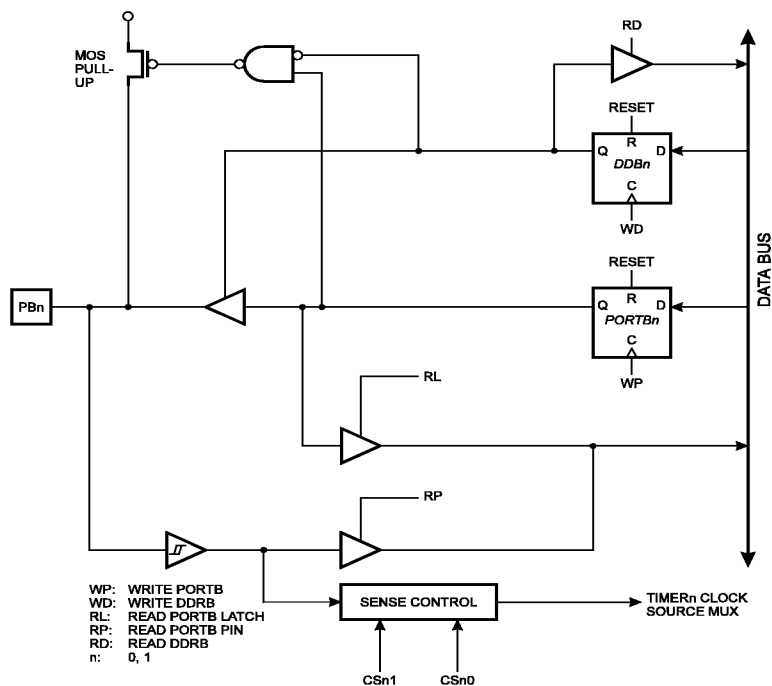 RD
MOS
PULL-
UP
RESET
R
Q
D
DDBn
C
WD
DATA BUS
RESET
R
Q
D
PORTBn
C
WP
PBn
RL
RP
WP: WRITE PORTB
WD: WRITE DDRB
RL: READ PORTB LATCH
RP: READ PORTB PIN
RD: READ DDRB
n: 0, 1
SENSE CONTROL
TIMERn CLOCK
SOURCE MUX
CSn1
CSn0